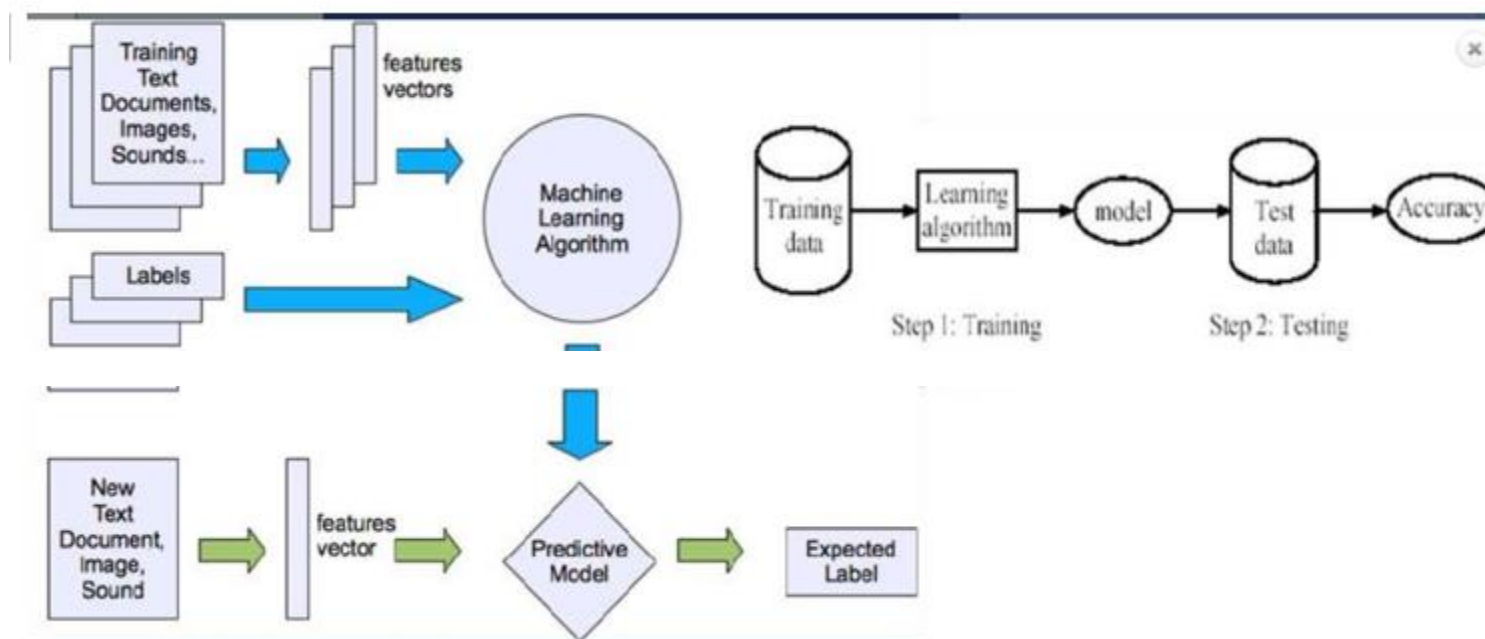 Training
Text
Documents,
Images,
Sounds...
features
vectors
Machine
Learning
Algorithm
Labels
Training
data
Learning
algorithm
model
Test
data
Accuracy
Step 1: Training
Step 2: Testing
New
Text
Document,
Image,
Sound
features
vector
Predictive
Model
Expected
Label